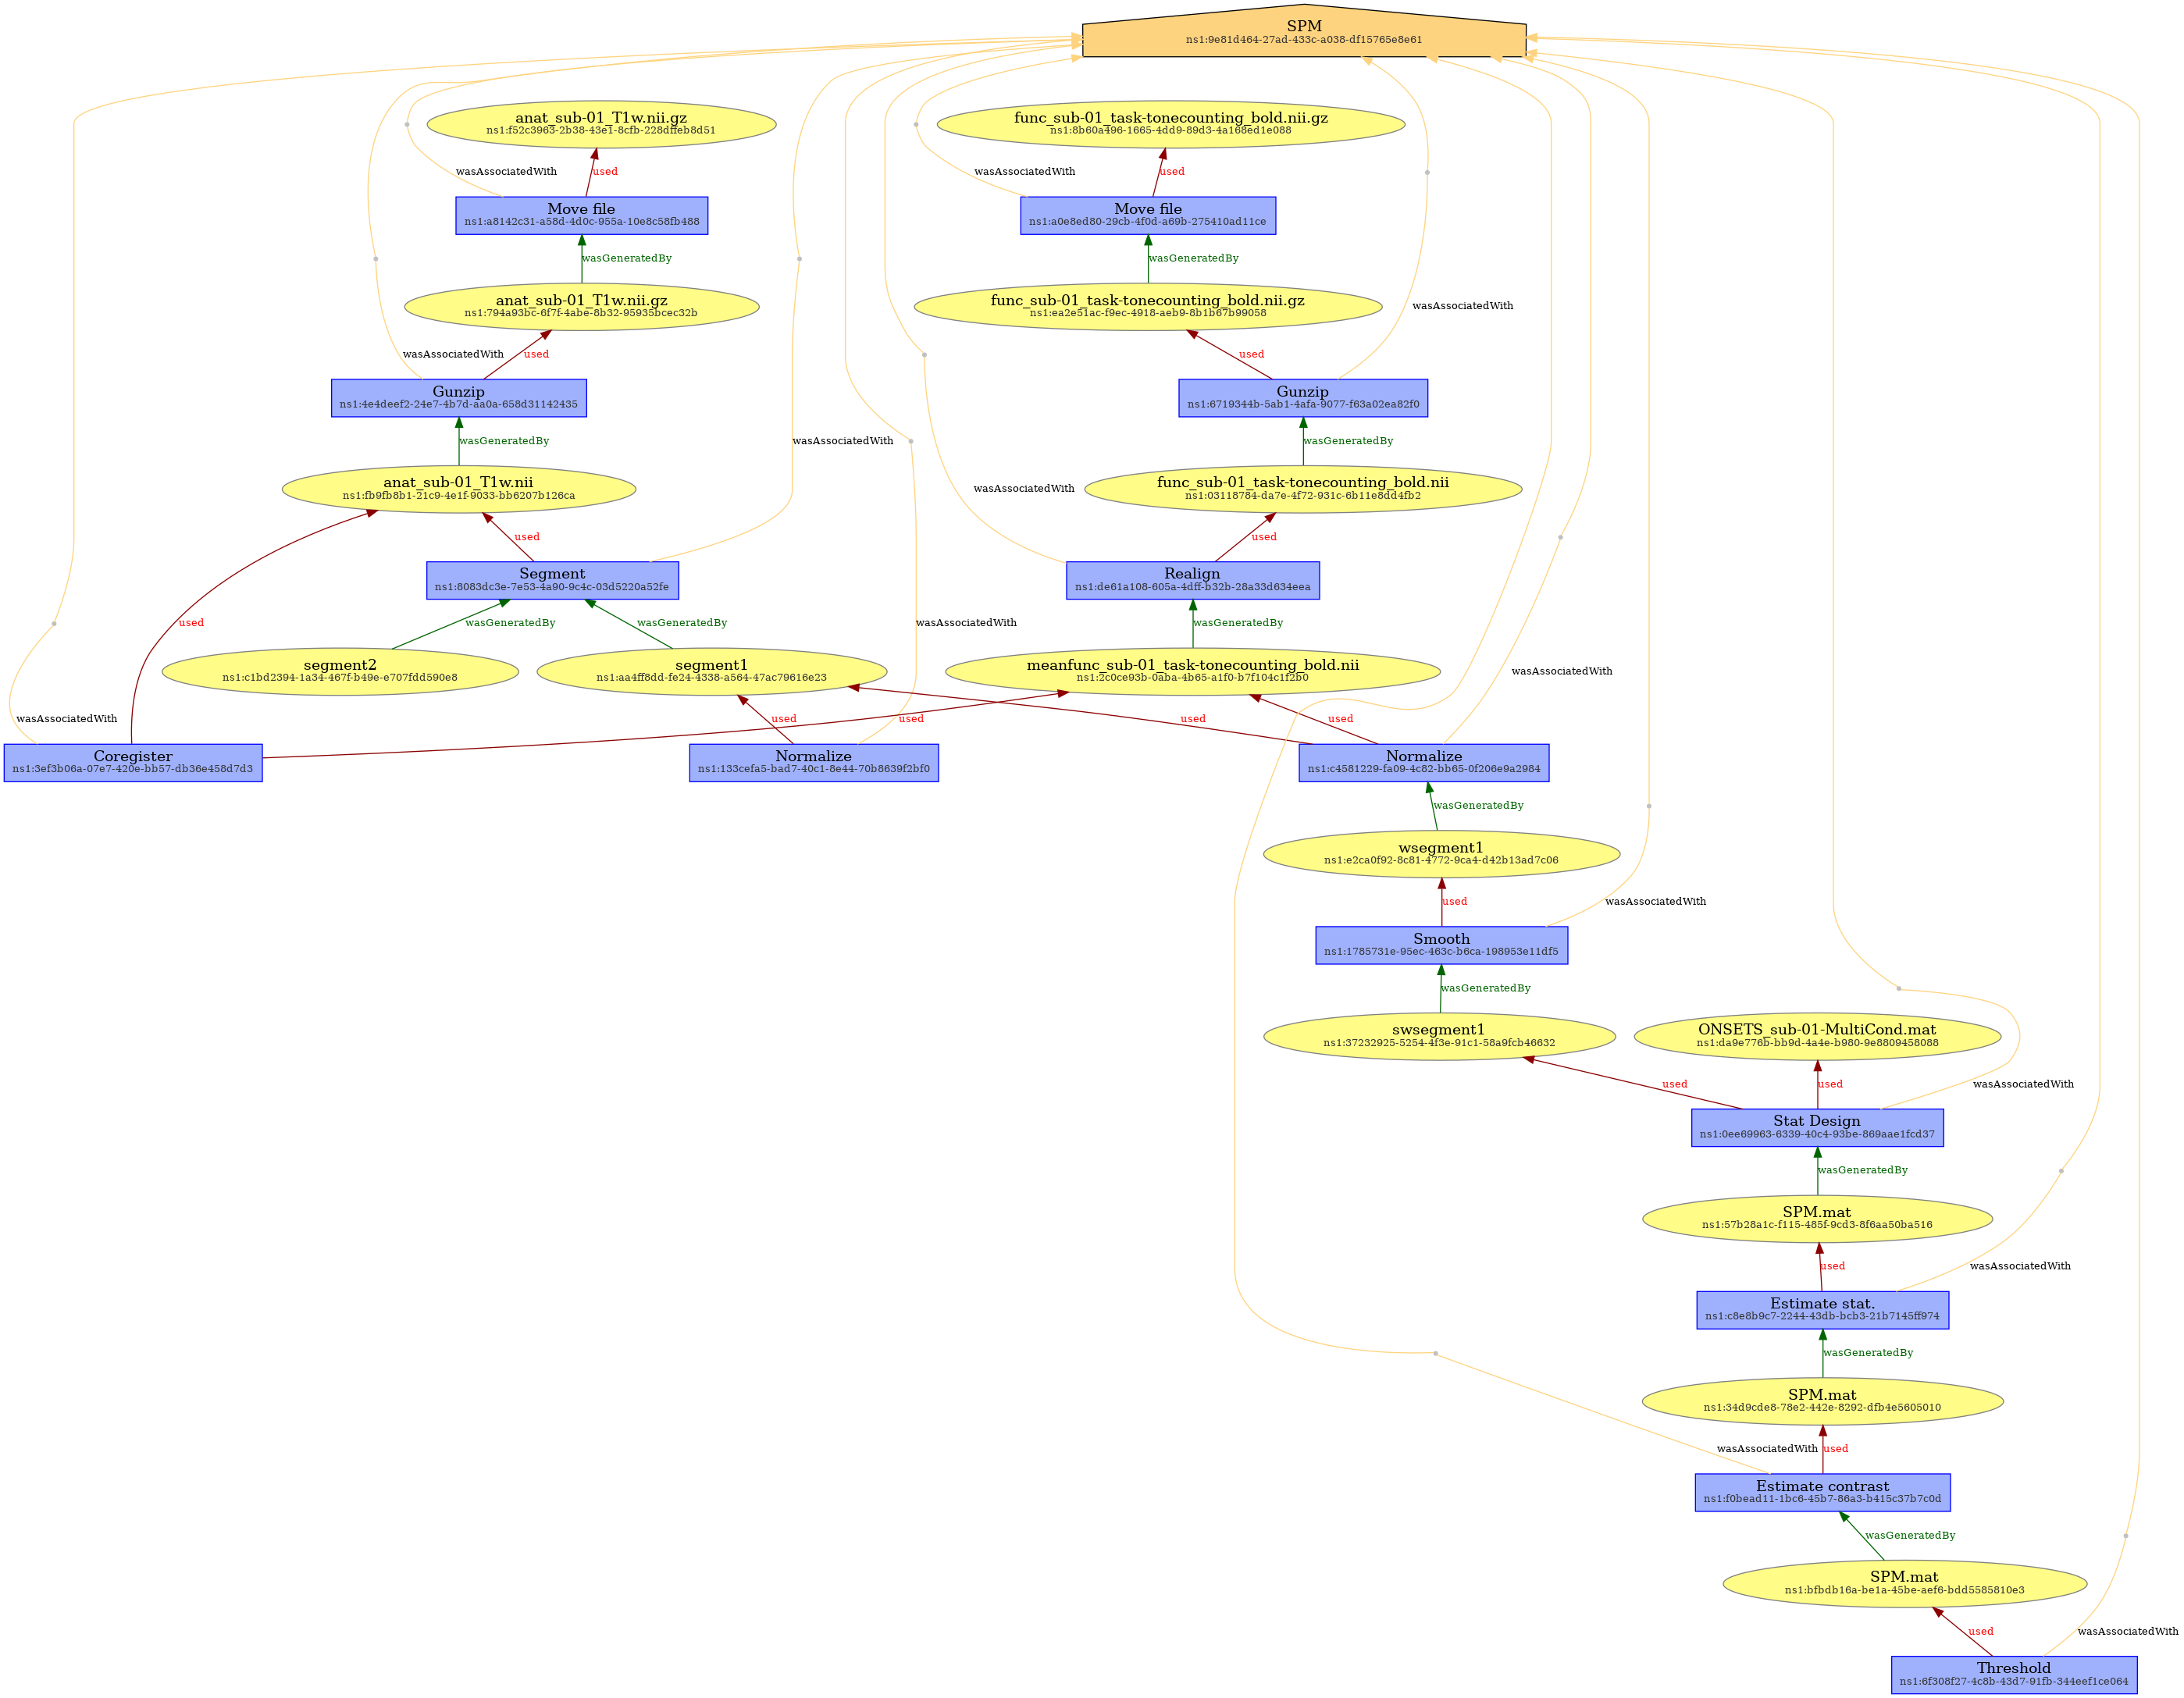 SPM
ns1:9e81d464-27ad-433c-a038-df15765e8e61
anat_sub-01_T1w.nii.gz
ns1:f52c3963-2b38-43e1-8cfb-228dffeb8d51
func_sub-01_task-tonecounting_bold.nii.gz
ns1:8b60a496-1665-4dd9-89d3-4a168ed1e088
wasAssociatedWith
used
wasAssociatedWith
used
Move file
ns1:a8142c31-a58d-4d0c-955a-10e8c58fb488
Move file
ns1:a0e8ed80-29cb-4f0d-a69b-275410ad11ce
wasGeneratedBy
wasGeneratedBy
anat_sub-01_T1w.nii.gz
ns1:794a93bc-6f7f-4abe-8b32-95935bcec32b
func_sub-01_task-tonecounting_bold.nii.gz
ns1:ea2e51ac-f9ec-4918-aeb9-8b1b67b99058
wasAssociatedWith
wasAssociatedWith
used
used
Gunzip
ns1:4e4deef2-24e7-4b7d-aa0a-658d31142435
Gunzip
ns1:6719344b-5ab1-4afa-9077-f63a02ea82f0
wasGeneratedBy
wasAssociatedWith
wasGeneratedBy
anat_sub-01_T1w.nii
ns1:fb9fb8b1-21c9-4e1f-9033-bb6207b126ca
wasAssociatedWith
func_sub-01_task-tonecounting_bold.nii
ns1:03118784-da7e-4f72-931c-6b11e8dd4fb2
used
used
Segment
ns1:8083dc3e-7e53-4a90-9c4c-03d5220a52fe
Realign
ns1:de61a108-605a-4dff-b32b-28a33d634eea
used
wasGeneratedBy
wasGeneratedBy
wasAssociatedWith
wasGeneratedBy
segment2
ns1:c1bd2394-1a34-467f-b49e-e707fdd590e8
segment1
ns1:aa4ff8dd-fe24-4338-a564-47ac79616e23
meanfunc_sub-01_task-tonecounting_bold.nii
ns1:2c0ce93b-0aba-4b65-a1f0-b7f104c1f2b0
wasAssociatedWith
wasAssociatedWith
used
used
used
used
Coregister
ns1:3ef3b06a-07e7-420e-bb57-db36e458d7d3
Normalize
ns1:133cefa5-bad7-40c1-8e44-70b8639f2bf0
Normalize
ns1:c4581229-fa09-4c82-bb65-0f206e9a2984
wasGeneratedBy
wsegment1
ns1:e2ca0f92-8c81-4772-9ca4-d42b13ad7c06
used
wasAssociatedWith
Smooth
ns1:1785731e-95ec-463c-b6ca-198953e11df5
wasGeneratedBy
swsegment1
ns1:37232925-5254-4f3e-91c1-58a9fcb46632
ONSETS_sub-01-MultiCond.mat
ns1:da9e776b-bb9d-4a4e-b980-9e8809458088
used
used
wasAssociatedWith
Stat Design
ns1:0ee69963-6339-40c4-93be-869aae1fcd37
wasGeneratedBy
SPM.mat
ns1:57b28a1c-f115-485f-9cd3-8f6aa50ba516
used
wasAssociatedWith
Estimate stat.
ns1:c8e8b9c7-2244-43db-bcb3-21b7145ff974
wasGeneratedBy
SPM.mat
ns1:34d9cde8-78e2-442e-8292-dfb4e5605010
wasAssociatedWith
used
Estimate contrast
ns1:f0bead11-1bc6-45b7-86a3-b415c37b7c0d
wasGeneratedBy
SPM.mat
ns1:bfbdb16a-be1a-45be-aef6-bdd5585810e3
used
wasAssociatedWith
Threshold
ns1:6f308f27-4c8b-43d7-91fb-344eef1ce064